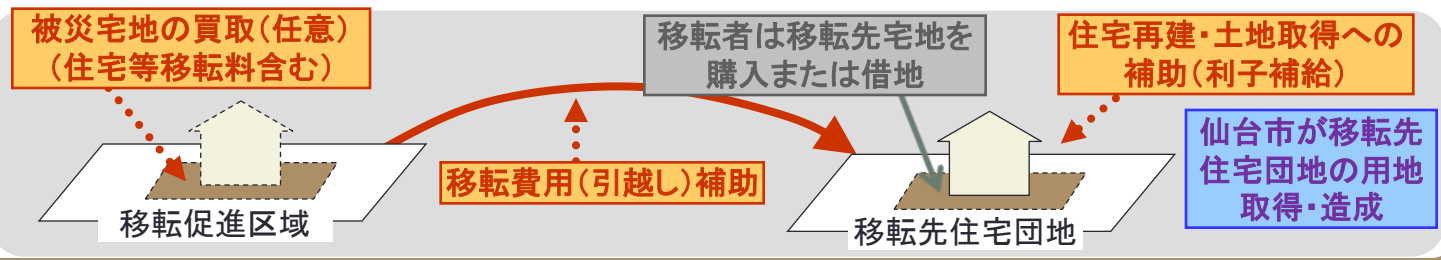 被災宅地の買取(任意)
(住宅等移転料含む)
移転者は移転先宅地を
購入または借地
住宅再建・土地取得への
補助(利子補給)
仙台市が移転先
住宅団地の用地
取得・造成
移転費用(引越し)補助
移転促進区域
移転先住宅団地